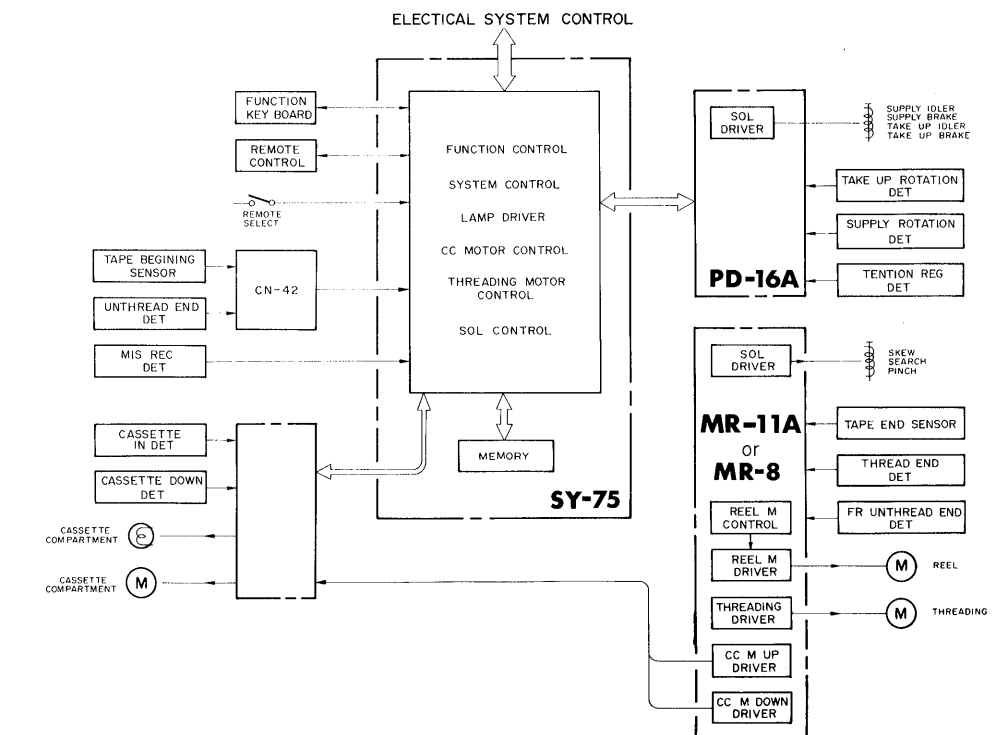 ELECTICAL SYSTEM CONTROL
FUNCTION
KEY BOARD
REMOTE
CONTROL
REMOTE
SELECT
TAPE BEGINING
SENSOR
UNTHREAD END
DET
CN-42
MIS REC
DET
CASSETTE
IN DET
CASSETTE DOWN
DET
CASSETTE
COMPARTMENT
CASSETTE
COMPARTMENT
M
FUNCTION CONTROL
SYSTEM CONTROL
LAMP DRIVER
CC MOTOR CONTROL
THREADING MOTOR
CONTROL
SOL CONTROL
MEMORY
SY-75
SOL
DRIVER
SUPPLY IDLER
SUPPLY BRAKE
TAKE UP IDLER
TAKE UP BRAKE
TAKE UP ROTATION
DET
SUPPLY ROTATION
DET
TENTION REG
DET
PD-16A
SOL
DRIVER
SKEW
SEARCH
PINCH
MR-11A
or
MR-8
TAPE END SENSOR
THREAD END
DET
FR UNTHREAD END
DET
REEL M
CONTROL
REEL M
DRIVER
M
REEL
THREADING
DRIVER
M
THREADING
CC M UP
DRIVER
CC M DOWN
DRIVER